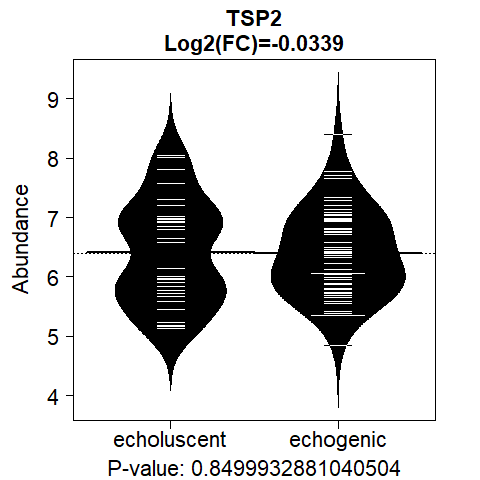 TSP2
Log2(FC)=-0.0339
Abundance
9
8
7
6
5
4
echoluscent echogenic
P-value: 0.8499932881040504